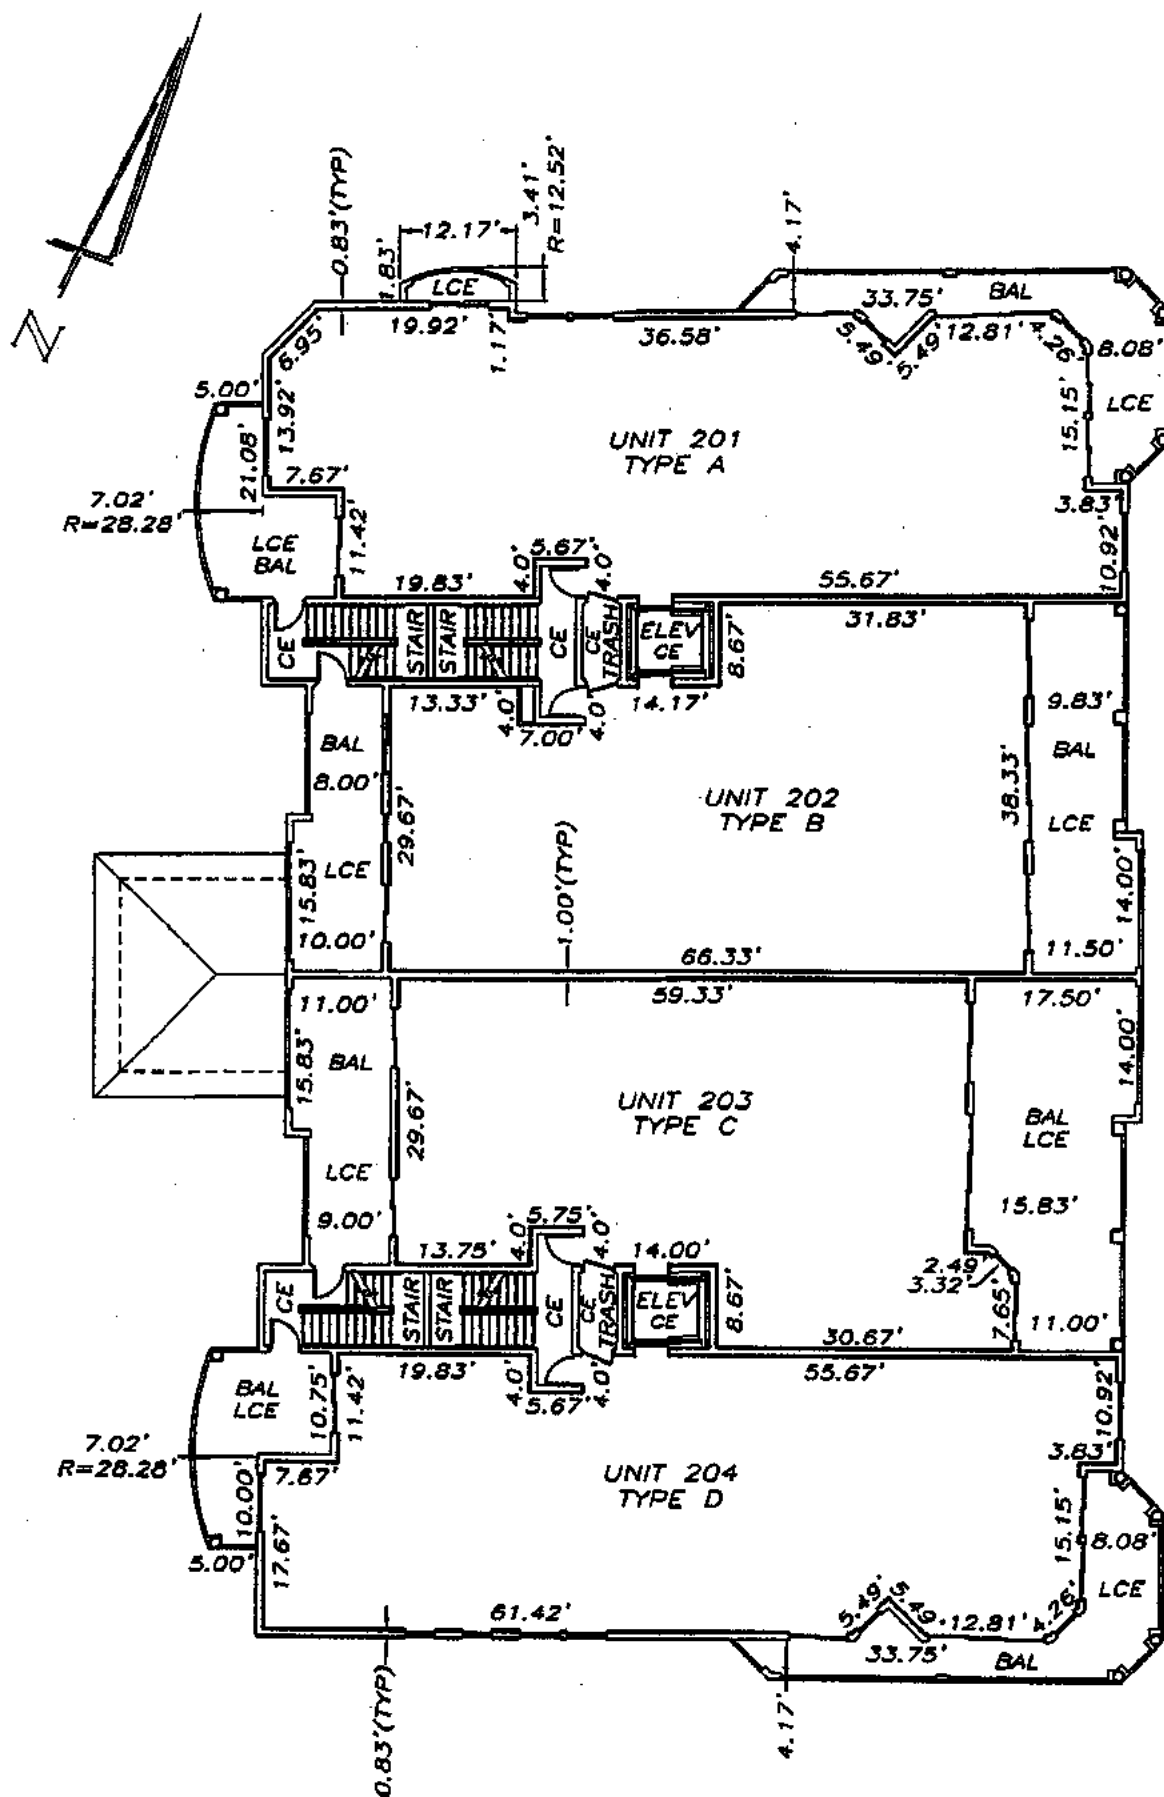 N
0.83'(TYP)
12.17'
1.83'
3.41'
R=12.52'
LCE
4.17'
BAL
33.75'
19.92'
1.17'
36.58'
5.49'
5.49'
12.81'
4.26'
8.08'
6.95'
5.00'
13.92'
21.08'
15.15'
LCE
UNIT 201
TYPE A
7.67'
7.02'
R=28.28'
3.83'
LCE
BAL
11.42'
10.92'
19.83'
4.0'
5.67'
4.0'
55.67'
31.83'
CE
STAIR
STAIR
CE
CE
TRASH
ELEV
CE
8.67'
13.33'
4.0'
7.00'
4.0'
14.17'
9.83'
BAL
8.00'
BAL
38.33'
UNIT 202
TYPE B
29.67'
1.00'(TYP)
LCE
LCE
15.83'
14.00'
10.00'
66.33'
11.50'
11.00'
59.33'
17.50'
15.83'
BAL
14.00'
UNIT 203
TYPE C
29.67'
BAL
LCE
LCE
9.00'
15.83'
13.75'
4.0'
5.75'
4.0'
14.00'
2.49'
3.32'
CE
STAIR
STAIR
CE
CE
TRASH
ELEV
CE
8.67'
7.65'
11.00'
30.67'
19.83'
4.0'
5.67'
4.0'
55.67'
BAL
LCE
10.75'
11.42'
10.92'
7.02'
R=28.28'
7.67'
3.83'
UNIT 204
TYPE D
10.00'
17.67'
5.00'
15.15'
8.08'
LCE
61.42'
5.49'
5.49'
12.81'
4.26'
33.75'
BAL
0.83'(TYP)
4.17'